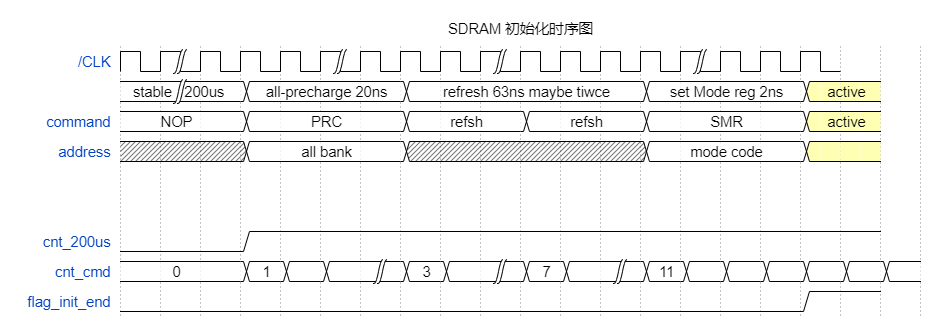 SDRAM 初始化时序图
/CLK
stable 200us all-precharge 20ns refresh 63ns maybe tiwce set Mode reg 2ns active
command NOP PRC refsh refsh SMR active
address all bank mode code
cnt_200us
cnt_cmd 0 1 3 7 11
flag_init_end